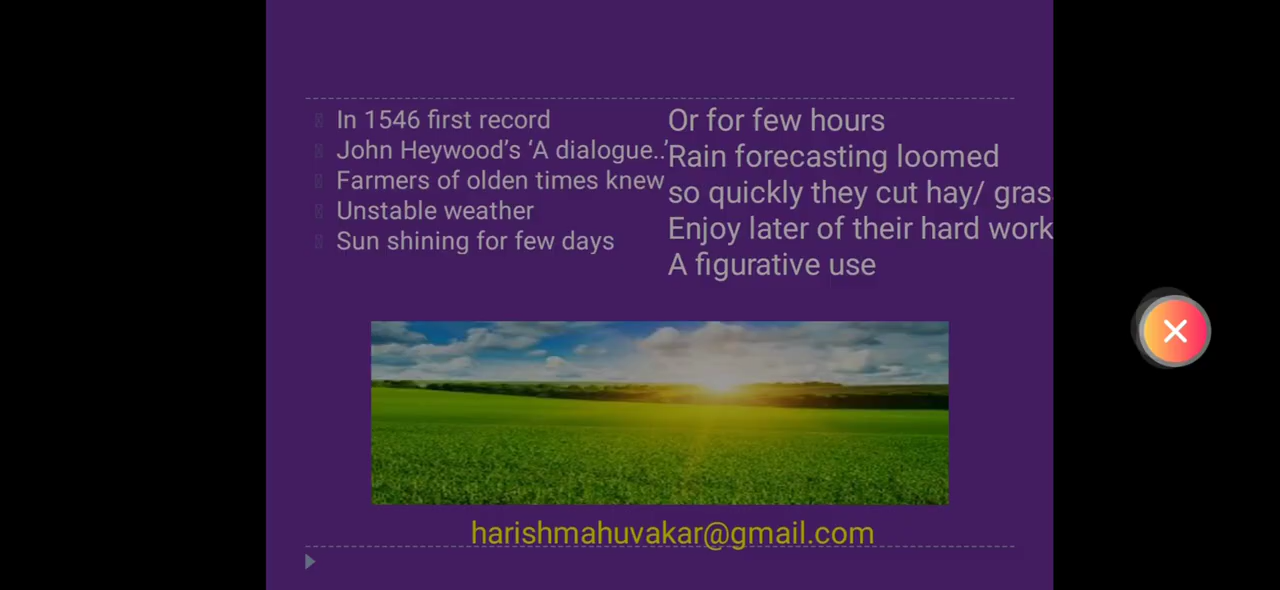 In 1546 first record
John Heywood’s ‘A dialogue..’
Farmers of olden times knew
Unstable weather
Sun shining for few days
Or for few hours
Rain forecasting loomed
so quickly they cut hay/ gras
Enjoy later of their hard work
A figurative use
harishmahuvakar@gmail.com